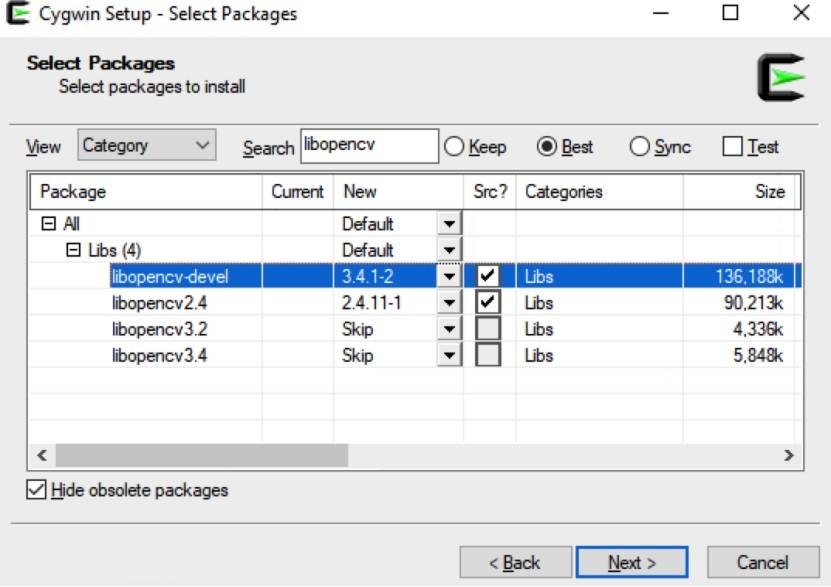 Cygwin Setup - Select Packages
Select Packages
Select packages to install
View Category Search libopencv Keep Best Sync Test
Package Current New Src? Categories Size
All Default
Libs (4) Default
libopencv-devel 3.4.1-2 Libs 136,188k
libopencv2.4 2.4.11-1 Libs 90,213k
libopencv3.2 Skip Libs 4,336k
libopencv3.4 Skip Libs 5,848k
Hide obsolete packages
< Back Next > Cancel